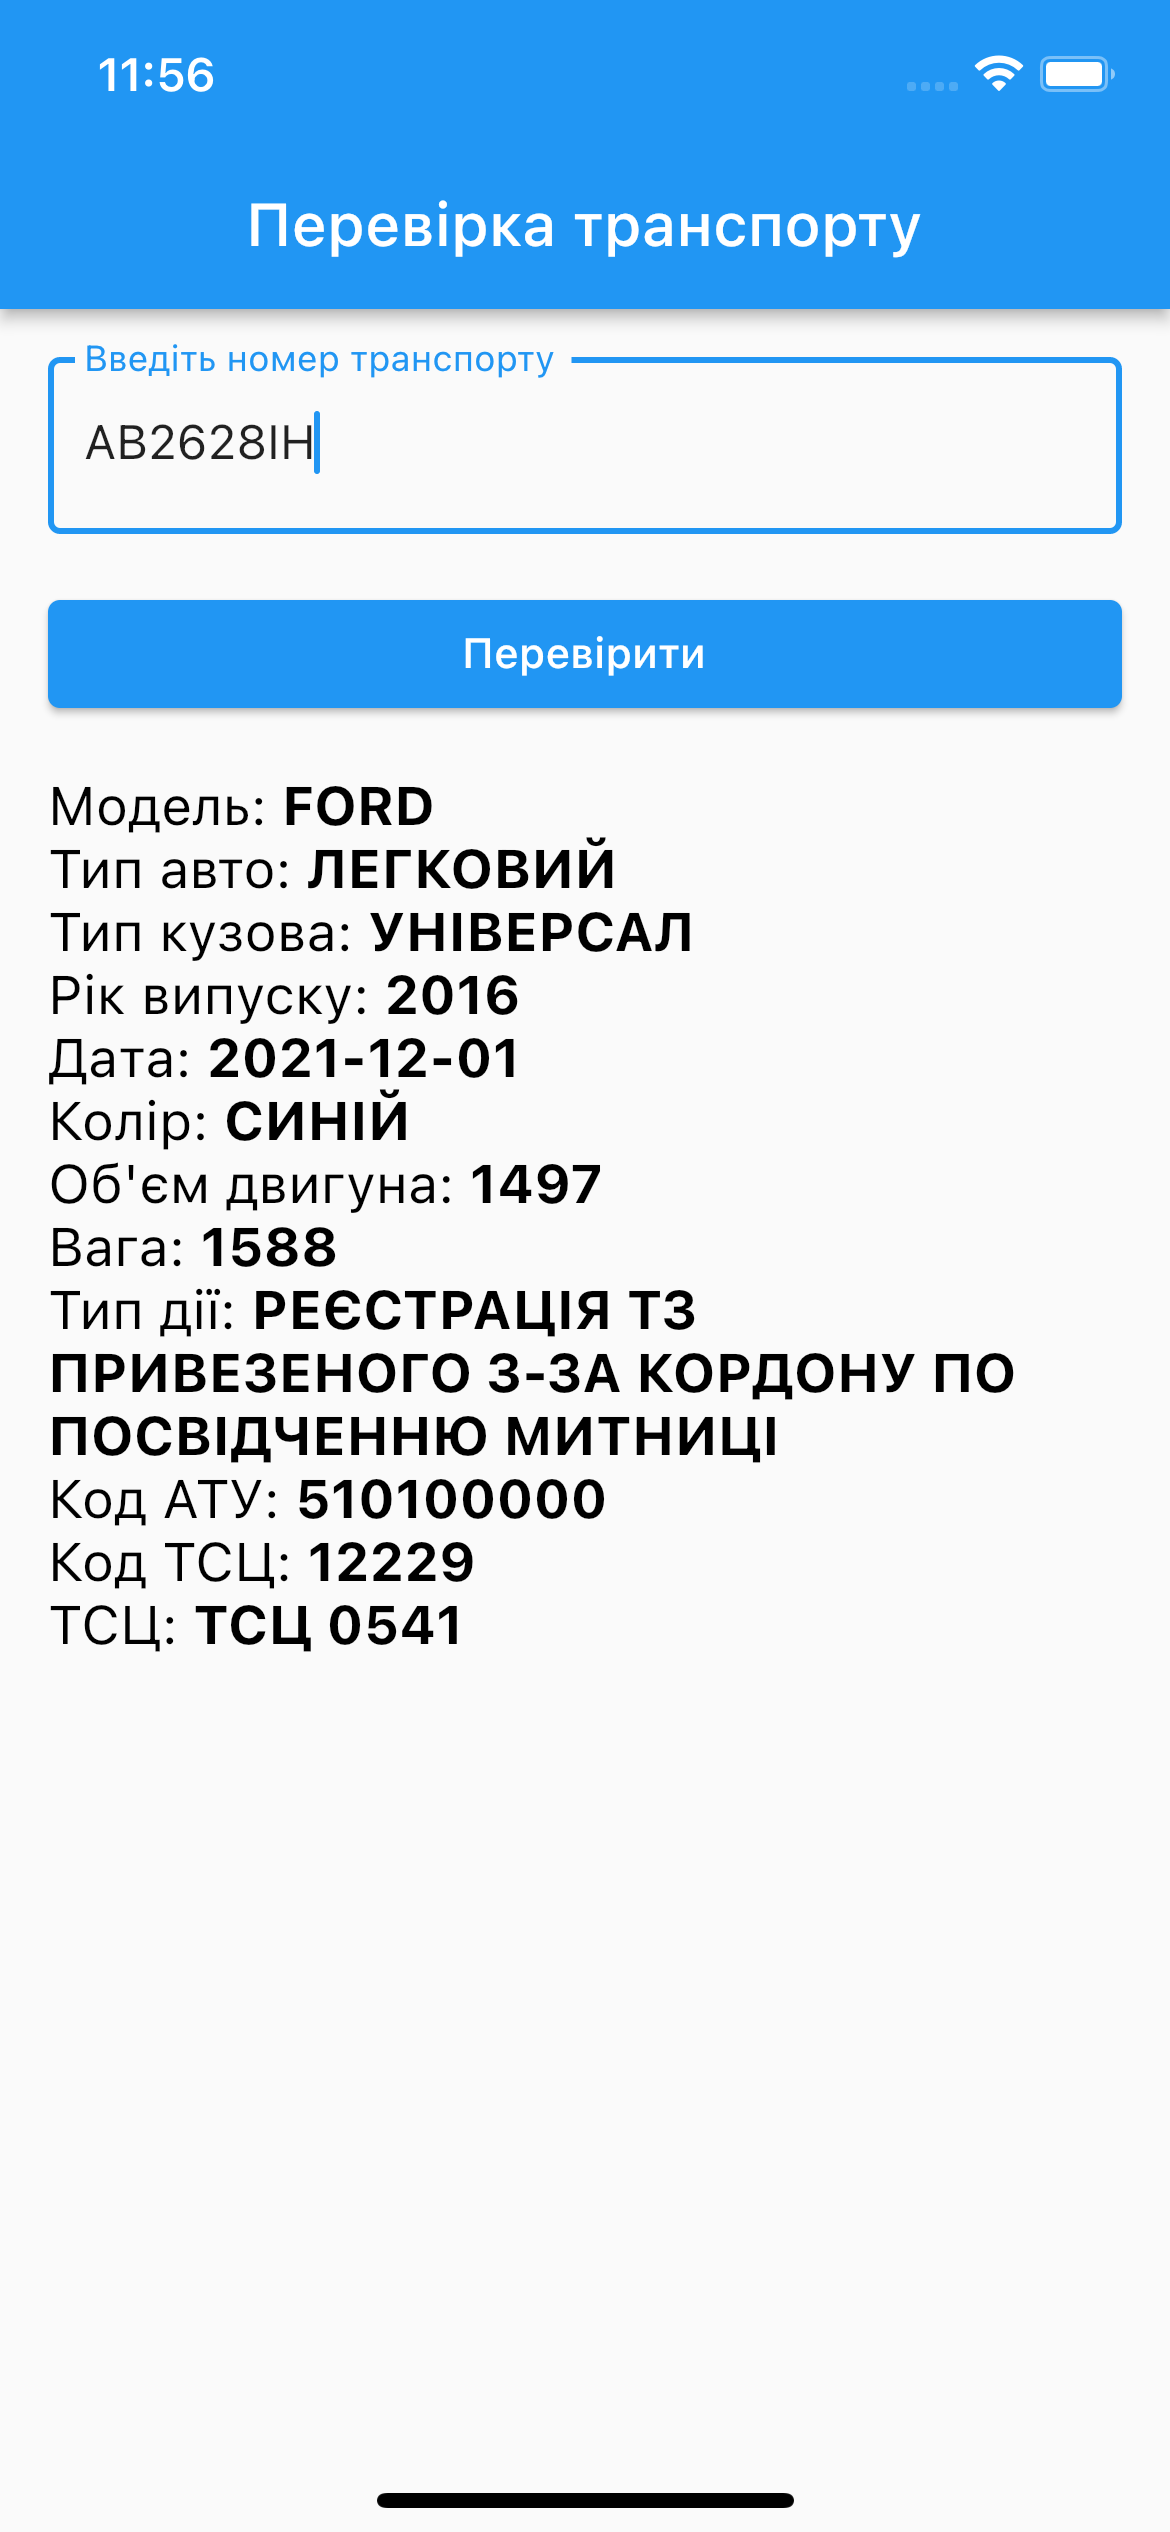 11:56
Перевірка транспорту
Введіть номер транспорту
АВ2628ІН
Перевірити
Модель: FORD
Тип авто: ЛЕГКОВИЙ
Тип кузова: УНІВЕРСАЛ
Рік випуску: 2016
Дата: 2021-12-01
Колір: СИНІЙ
Об'єм двигуна: 1497
Вага: 1588
Тип дії: РЕЄСТРАЦІЯ ТЗ
ПРИВЕЗЕНОГО З-ЗА КОРДОНУ ПО
ПОСВІДЧЕННЮ МИТНИЦІ
Код АТУ: 510100000
Код ТСЦ: 12229
ТСЦ: ТСЦ 0541